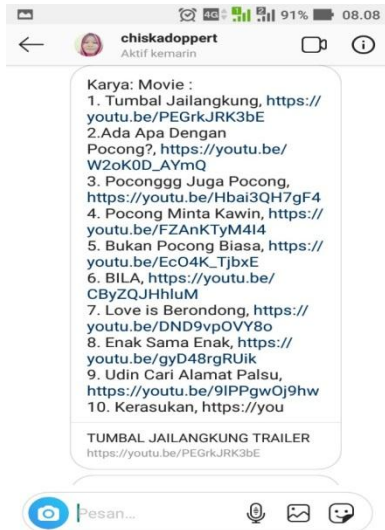 4G 91% 08.08
chiskadoppert
Aktif kemarin
Karya: Movie :
1. Tumbal Jailangkung, https://
youtu.be/PEGrkJRK3bE
2.Ada Apa Dengan
Pocong?, https://youtu.be/
W2oK0D_AYmQ
3. Poconggg Juga Pocong,
https://youtu.be/Hbai3QH7gF4
4. Pocong Minta Kawin, https://
youtu.be/FZAnKTyM4I4
5. Bukan Pocong Biasa, https://
youtu.be/EcO4K_TjbxE
6. BILA, https://youtu.be/
CByZQJHhluM
7. Love is Berondong, https://
youtu.be/DND9vpOVY8o
8. Enak Sama Enak, https://
youtu.be/gyD48rgRUik
9. Udin Cari Alamat Palsu,
https://youtu.be/9lPPgwOj9hw
10. Kerasukan, https://you
TUMBAL JAILANGKUNG TRAILER
https://youtu.be/PEGrkJRK3bE
Pesan...